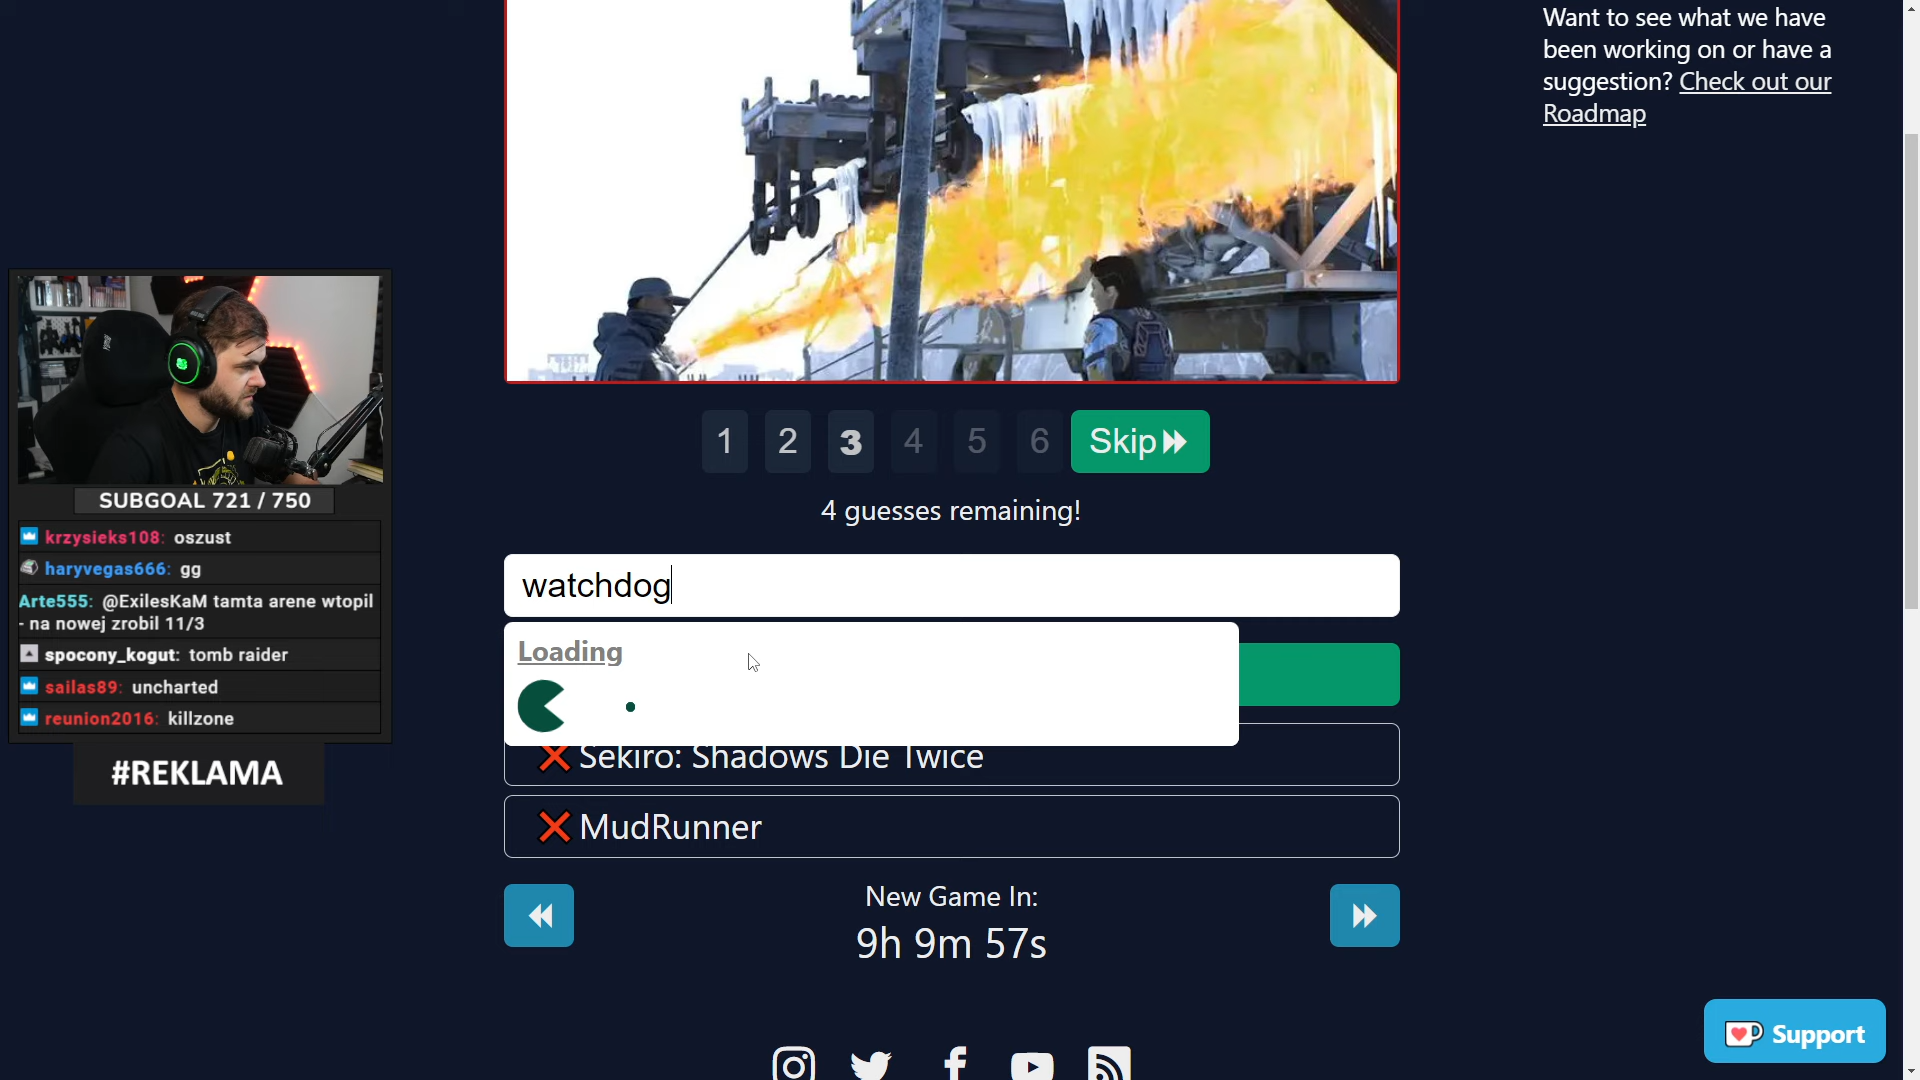 Want to see what we have
been working on or have a
suggestion? Check out our
Roadmap
1 2 3 4 5 6 Skip
4 guesses remaining!
watchdog
Loading
Sekiro: Shadows Die Twice
MudRunner
New Game In:
9h 9m 57s
Support
SUBGOAL 721 / 750
krzysieks108: oszust
haryvegas666: gg
Arte555: @ExilesKaM tamta arene wtopil
- na nowej zrobil 11/3
spocony_kogut: tomb raider
sailas89: uncharted
reunion2016: killzone
#REKLAMA